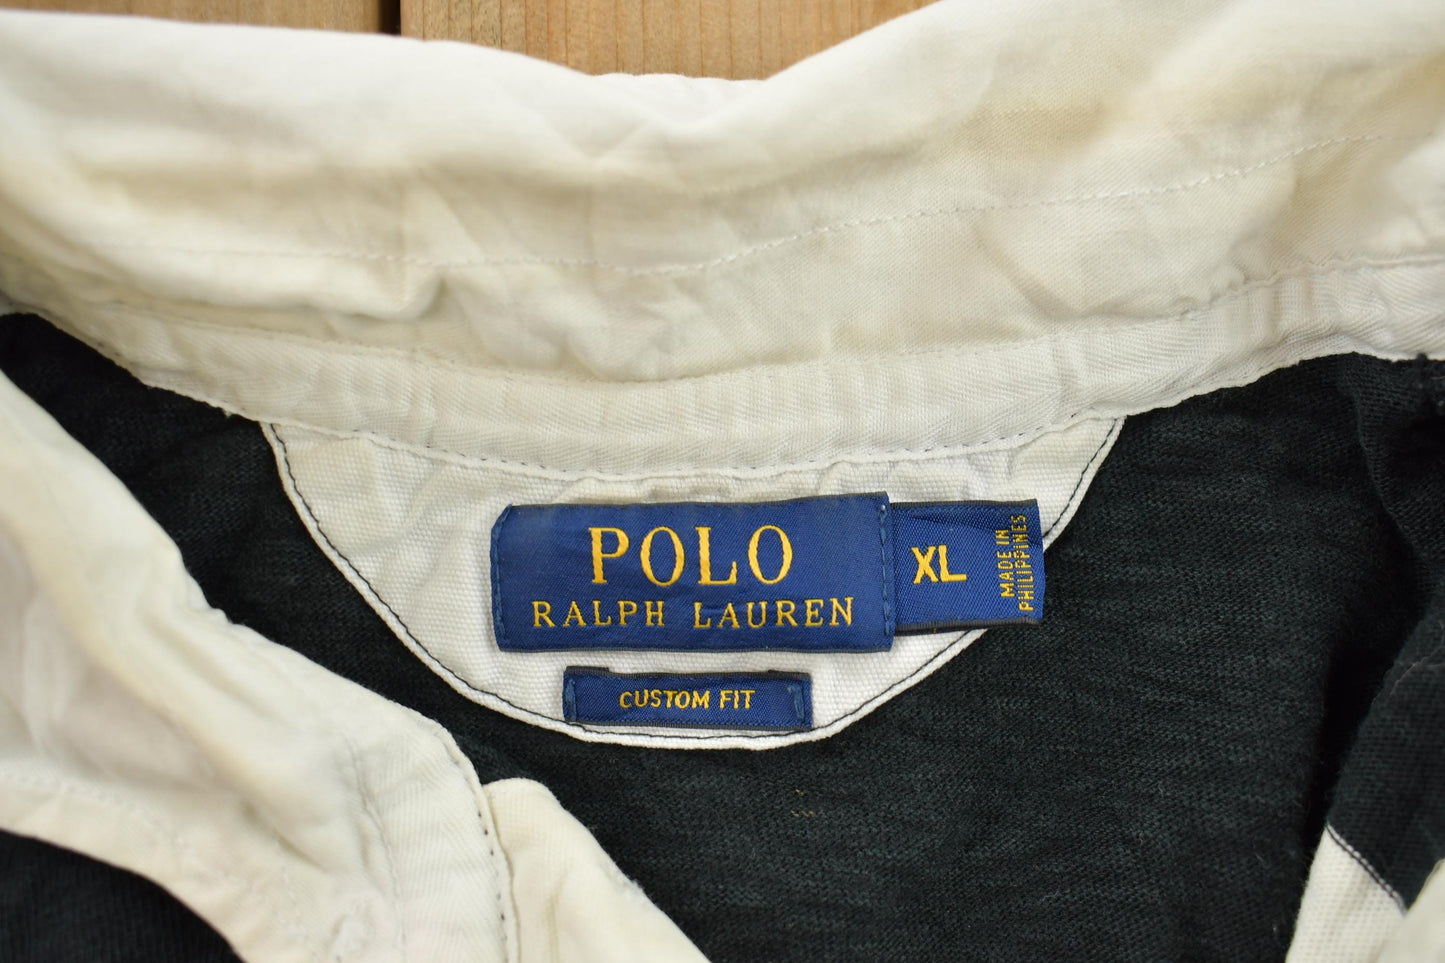 POLO
RALPH LAUREN
XL
MADE IN
PHILIPPINES
CUSTOM FIT